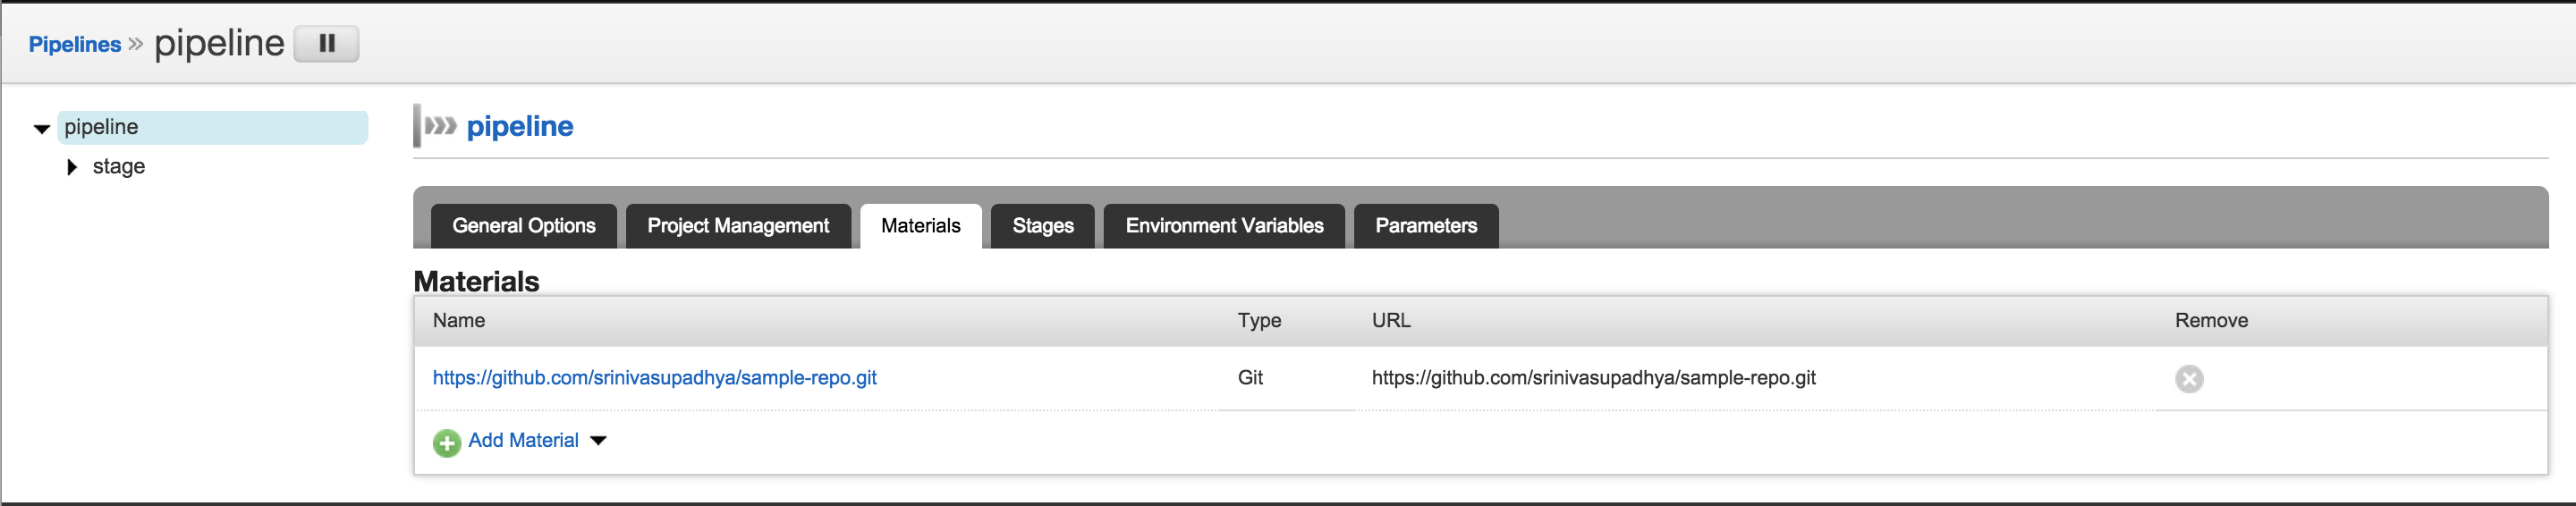 Pipelines » pipeline
pipeline
stage
pipeline
General Options Project Management Materials Stages Environment Variables Parameters
Materials
Name Type URL Remove
https://github.com/srinivasupadhya/sample-repo.git Git https://github.com/srinivasupadhya/sample-repo.git
Add Material